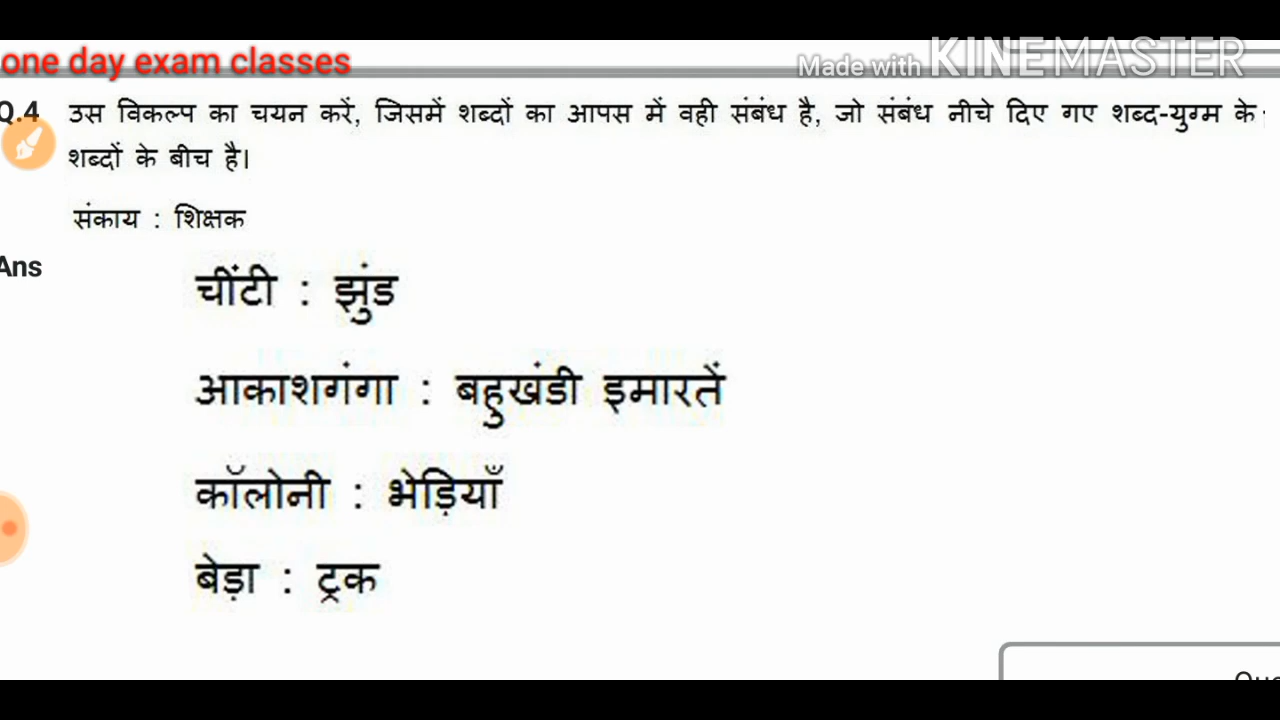 one day exam classes
Made with KINEMASTER
Q.4 उस विकल्प का चयन करें, जिसमें शब्दों का आपस में वही संबंध है, जो संबंध नीचे दिए गए शब्द-युग्म के
शब्दों के बीच है।
संकाय : शिक्षक
Ans
चींटी : झुंड
आकाशगंगा : बहुखंडी इमारतें
कॉलोनी : भेड़ियाँ
बेड़ा : ट्रक